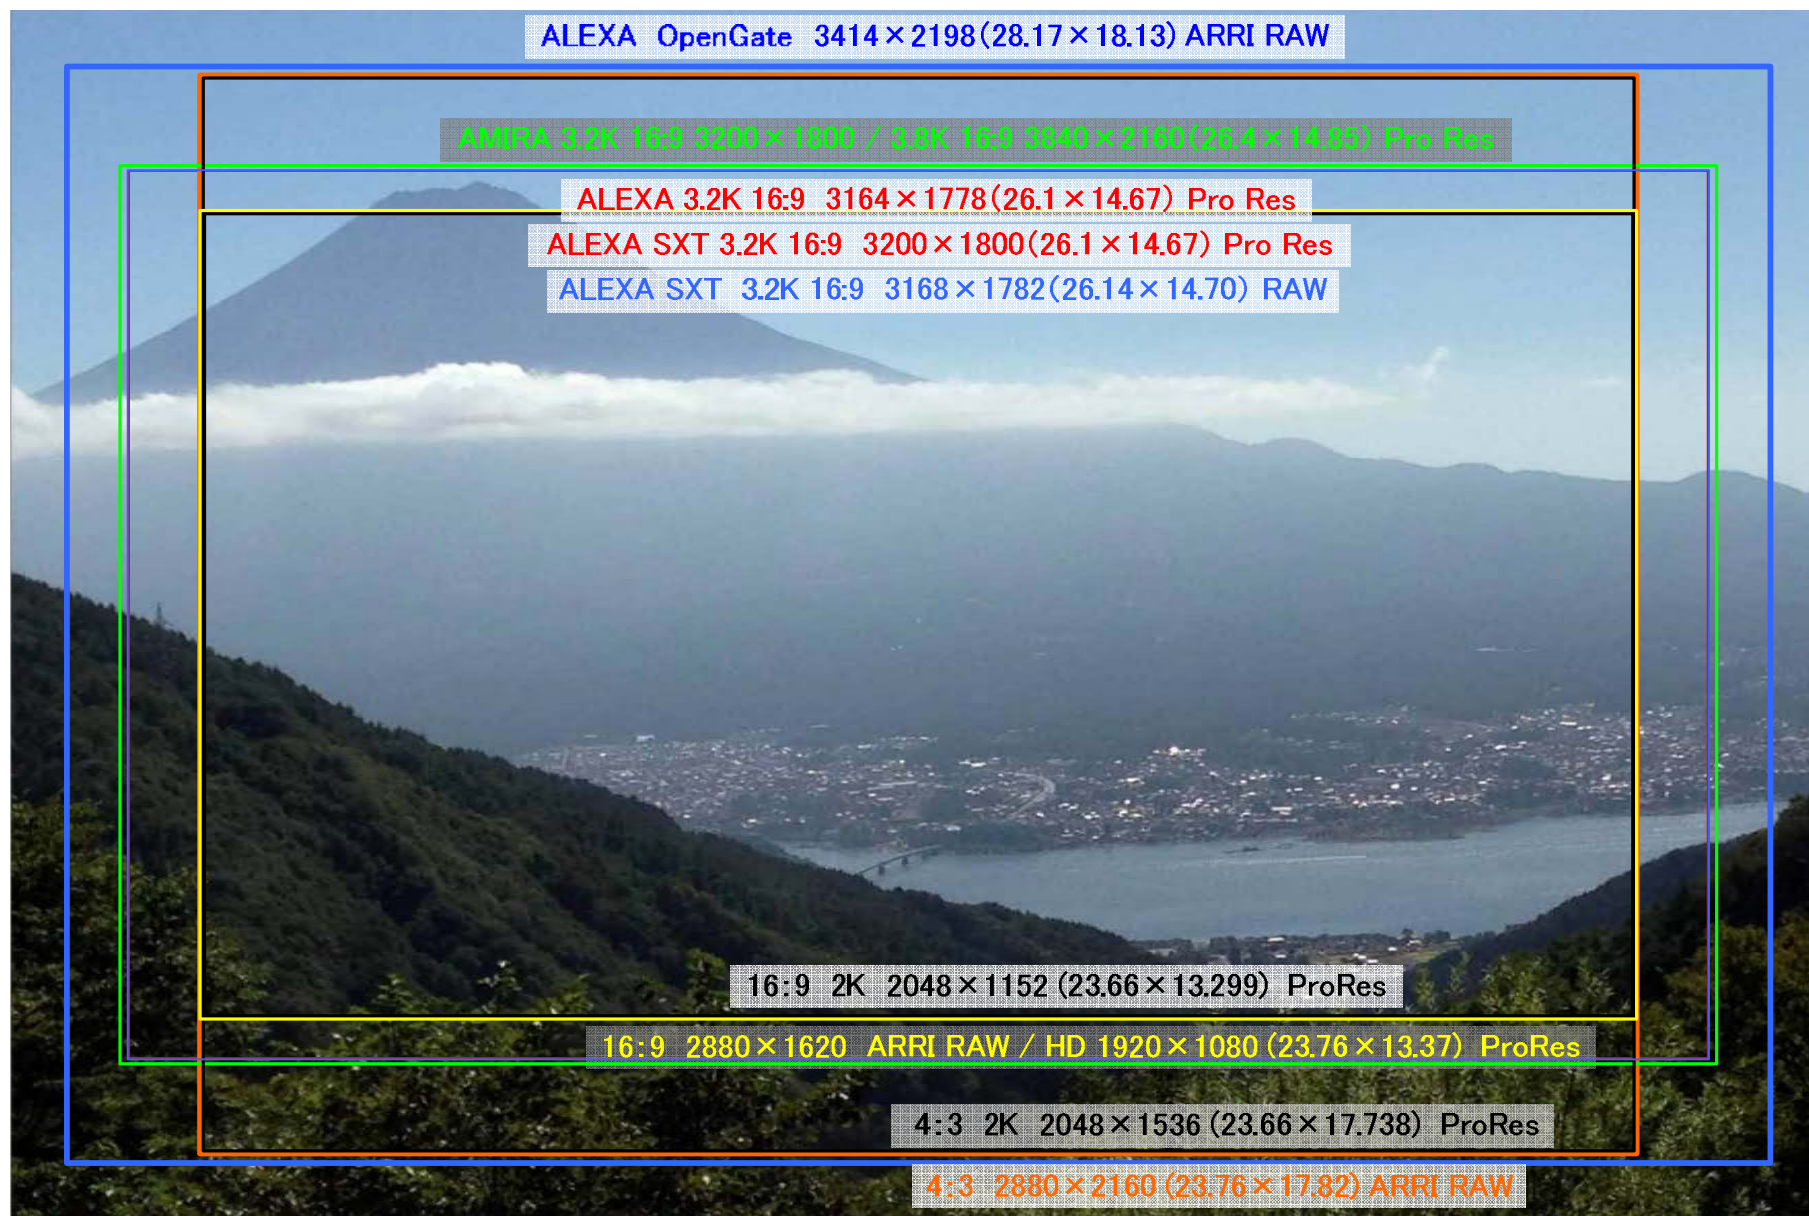 ALEXA OpenGate 3414×2198(28.17×18.13) ARRI RAW
AMIRA 3.2K 16:9 3200×1800 / 3.8K 16:9 3840×2160(26.4×14.85) Pro Res
ALEXA 3.2K 16:9 3164×1778(26.1×14.67) Pro Res
ALEXA SXT 3.2K 16:9 3200×1800(26.1×14.67) Pro Res
ALEXA SXT 3.2K 16:9 3168×1782(26.14×14.70) RAW
16:9 2K 2048×1152 (23.66×13.299) ProRes
16:9 2880×1620 ARRI RAW / HD 1920×1080 (23.76×13.37) ProRes
4:3 2K 2048×1536 (23.66×17.738) ProRes
4:3 2880×2160 (23.76×17.82) ARRI RAW